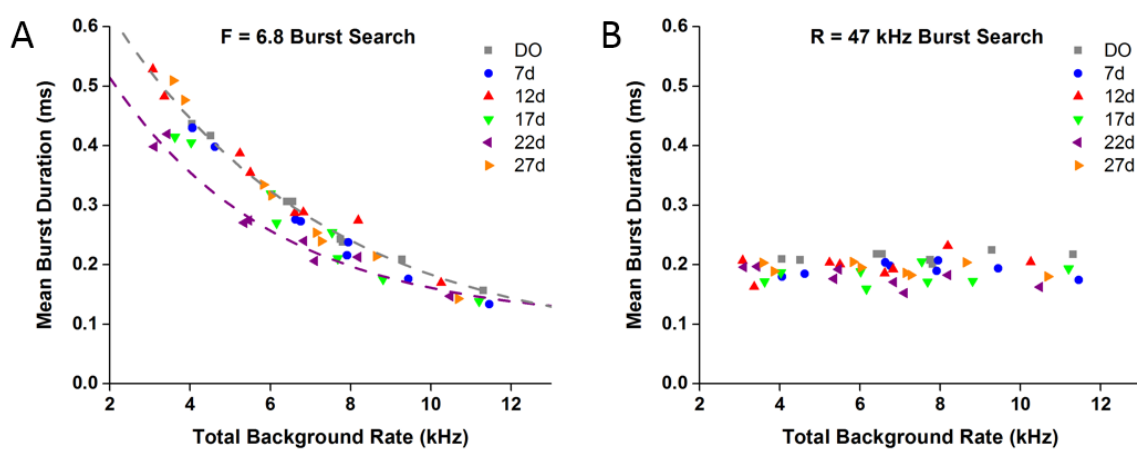 A
F = 6.8 Burst Search
DO
7d
12d
17d
22d
27d
Mean Burst Duration (ms)
0.6
0.5
0.4
0.3
0.2
0.1
0.0
2 4 6 8 10 12
Total Background Rate (kHz)
B
R = 47 kHz Burst Search
DO
7d
12d
17d
22d
27d
Mean Burst Duration (ms)
0.6
0.5
0.4
0.3
0.2
0.1
0.0
2 4 6 8 10 12
Total Background Rate (kHz)